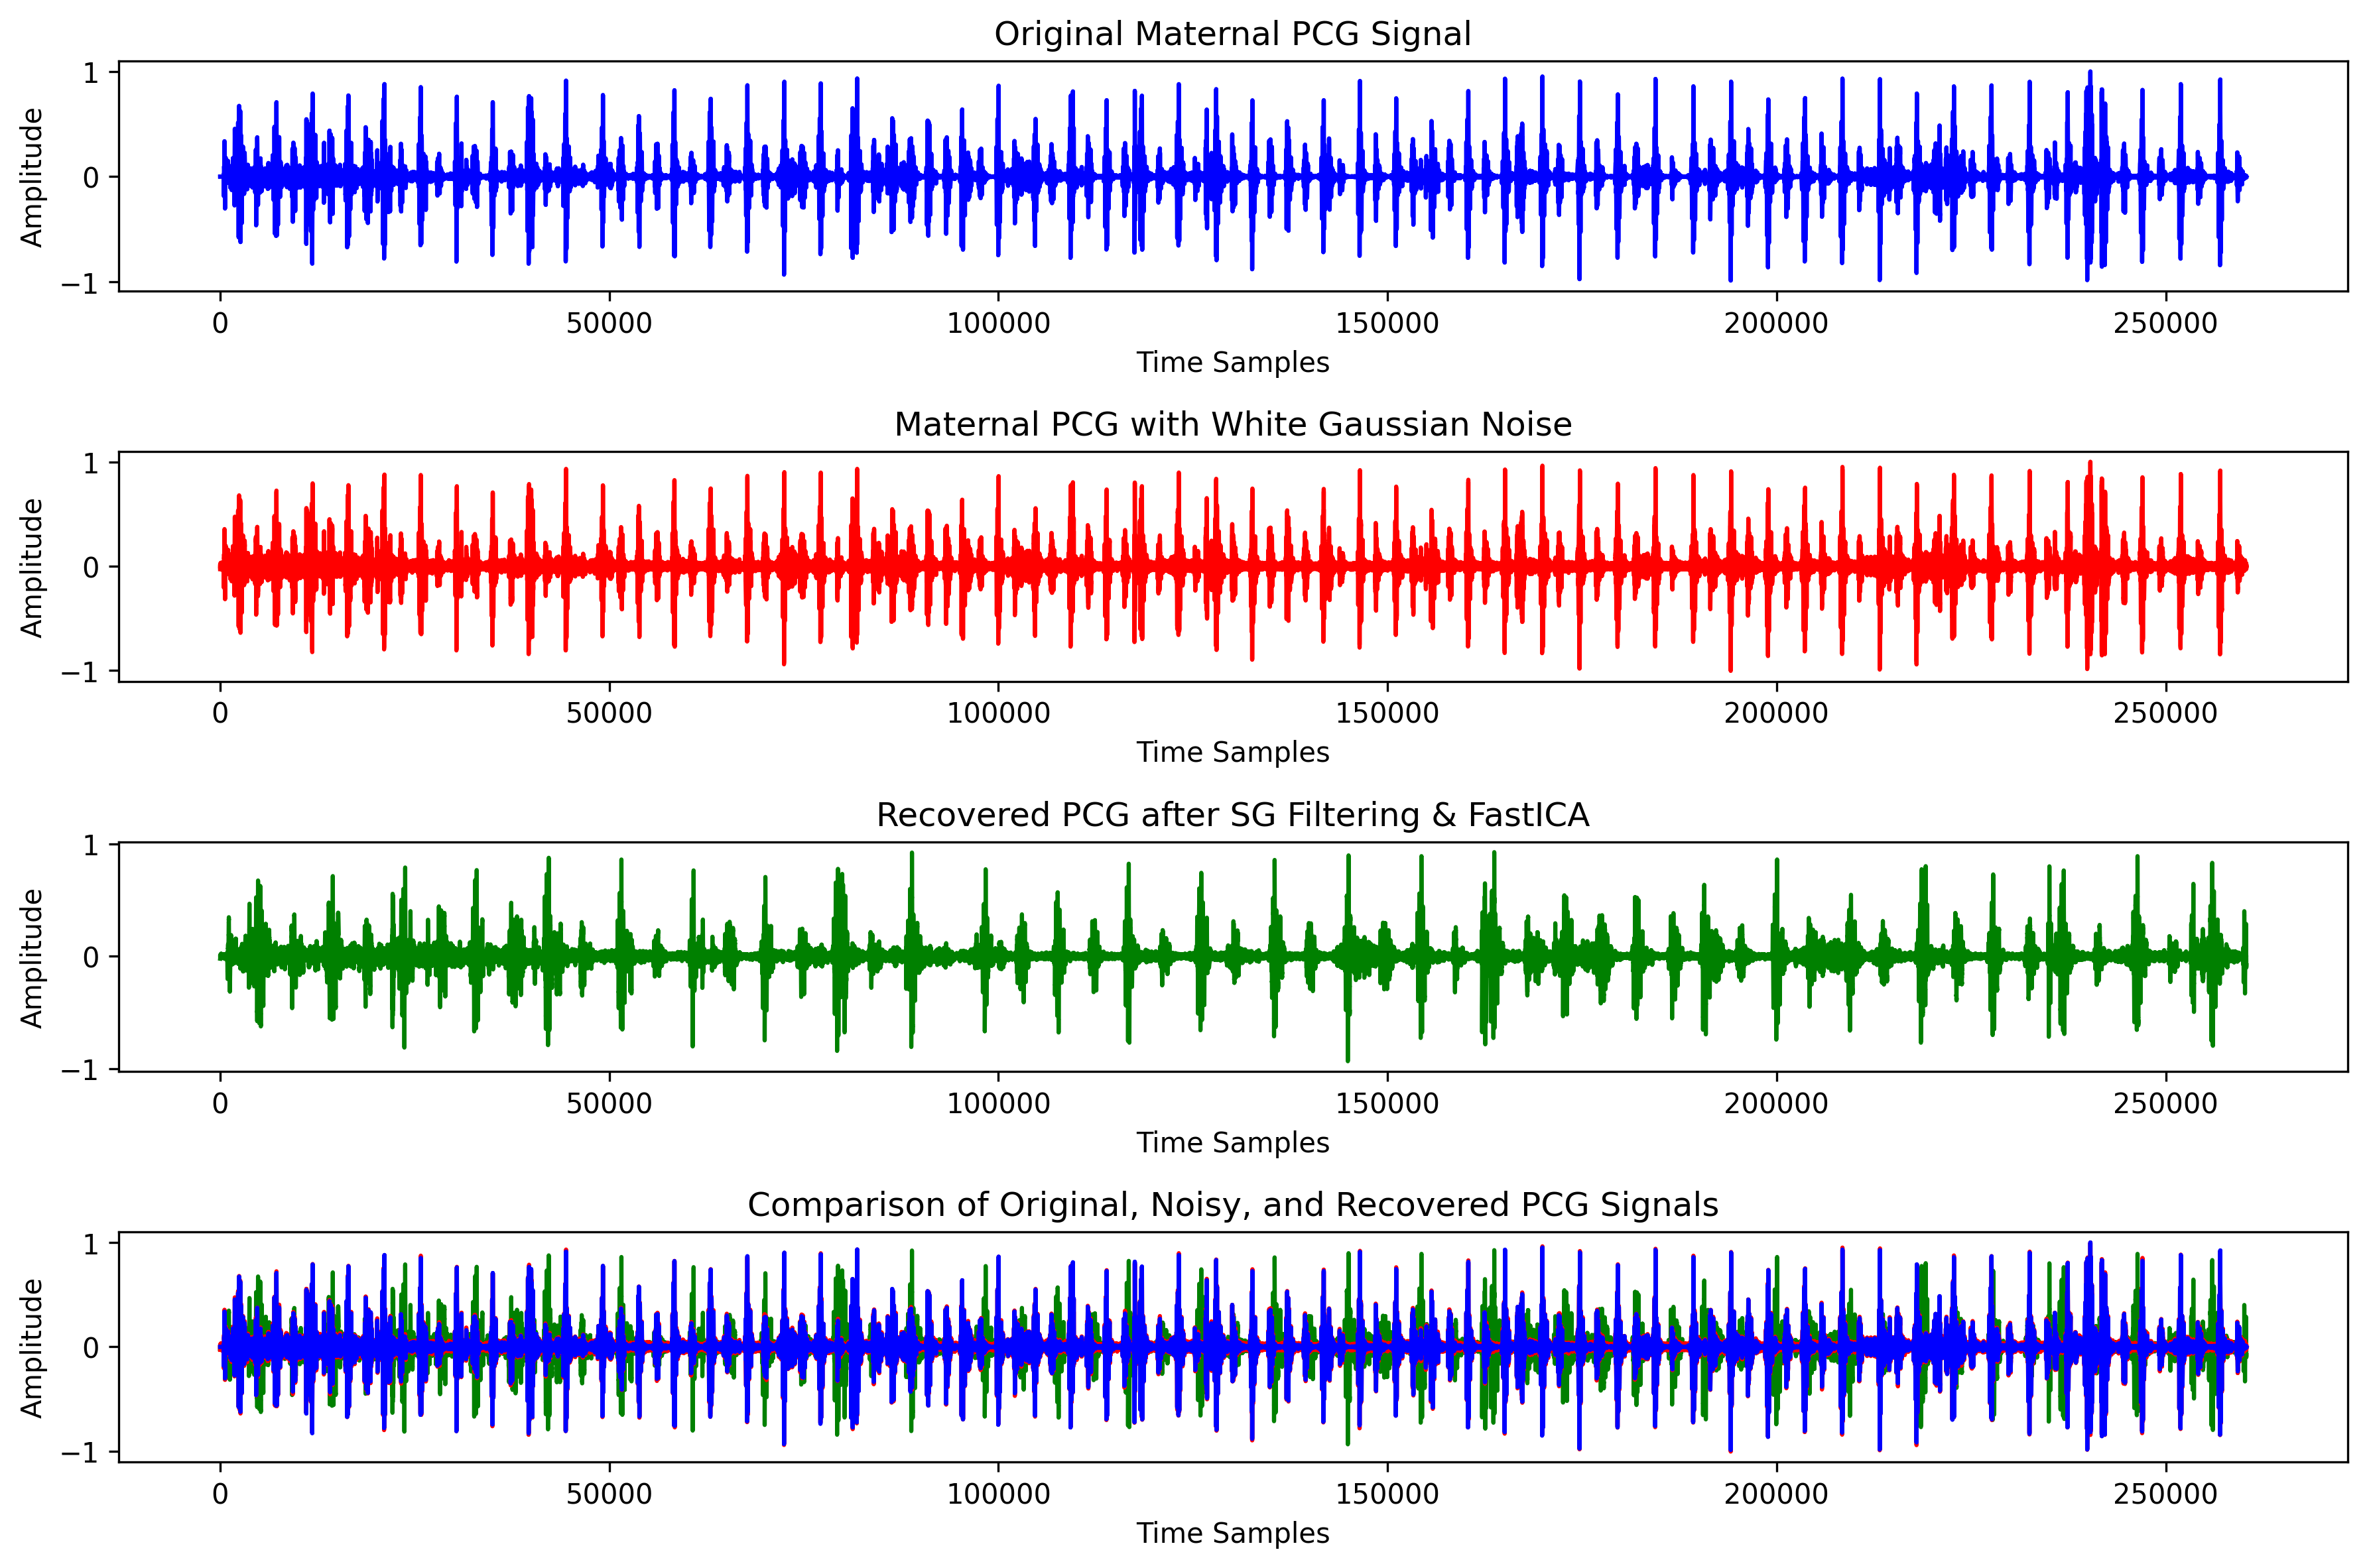 Original Maternal PCG Signal
1
0
−1
Amplitude
0 50000 100000 150000 200000 250000
Time Samples
Maternal PCG with White Gaussian Noise
1
0
−1
Amplitude
0 50000 100000 150000 200000 250000
Time Samples
Recovered PCG after SG Filtering & FastICA
1
0
−1
Amplitude
0 50000 100000 150000 200000 250000
Time Samples
Comparison of Original, Noisy, and Recovered PCG Signals
1
0
−1
Amplitude
0 50000 100000 150000 200000 250000
Time Samples